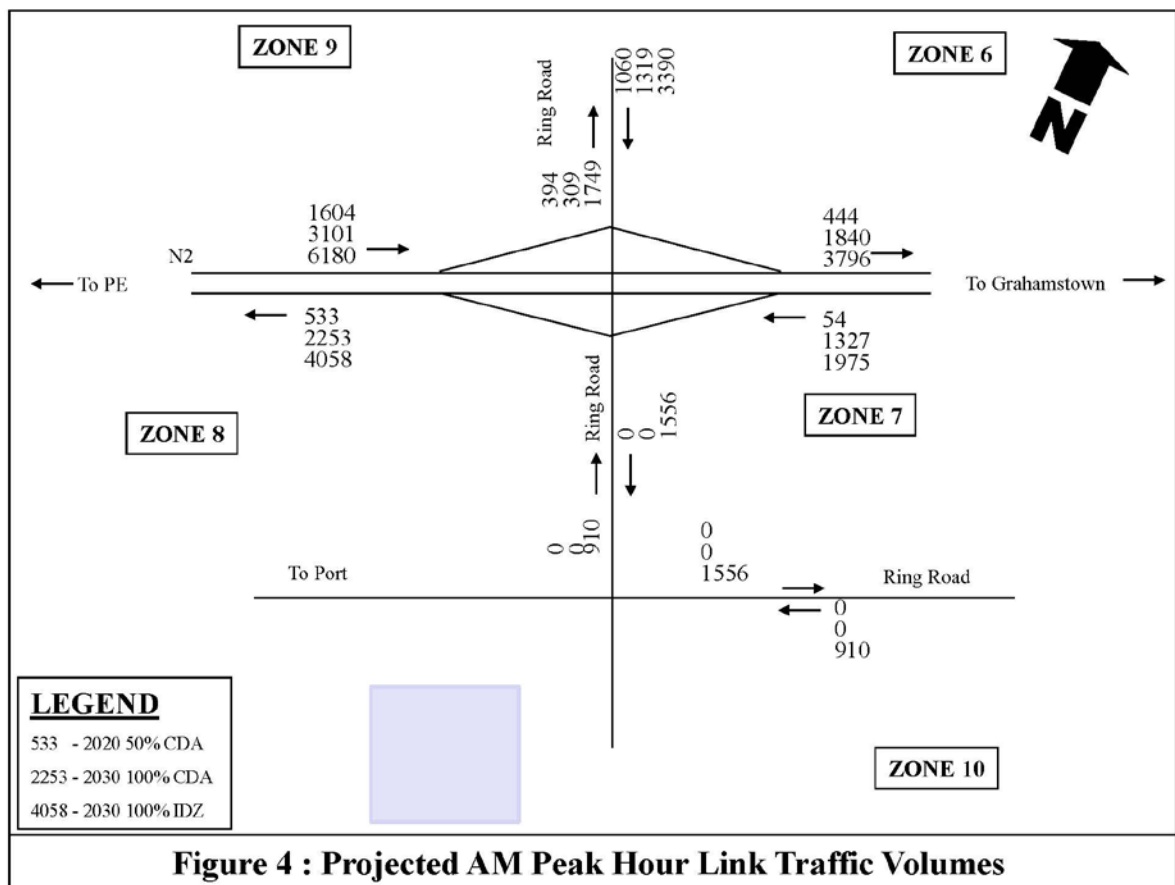 ZONE 9
ZONE 6
Ring Road
1060
1319
3390
N
394
309
1749
1604
3101
6180
444
1840
3796
N2
To PE
To Grahamstown
533
2253
4058
54
1327
1975
ZONE 8
ZONE 7
Ring Road
0
0
1556
0
0
910
0
0
1556
To Port
Ring Road
0
0
910
LEGEND
533 - 2020 50% CDA
2253 - 2030 100% CDA
4058 - 2030 100% IDZ
ZONE 10
Figure 4 : Projected AM Peak Hour Link Traffic Volumes